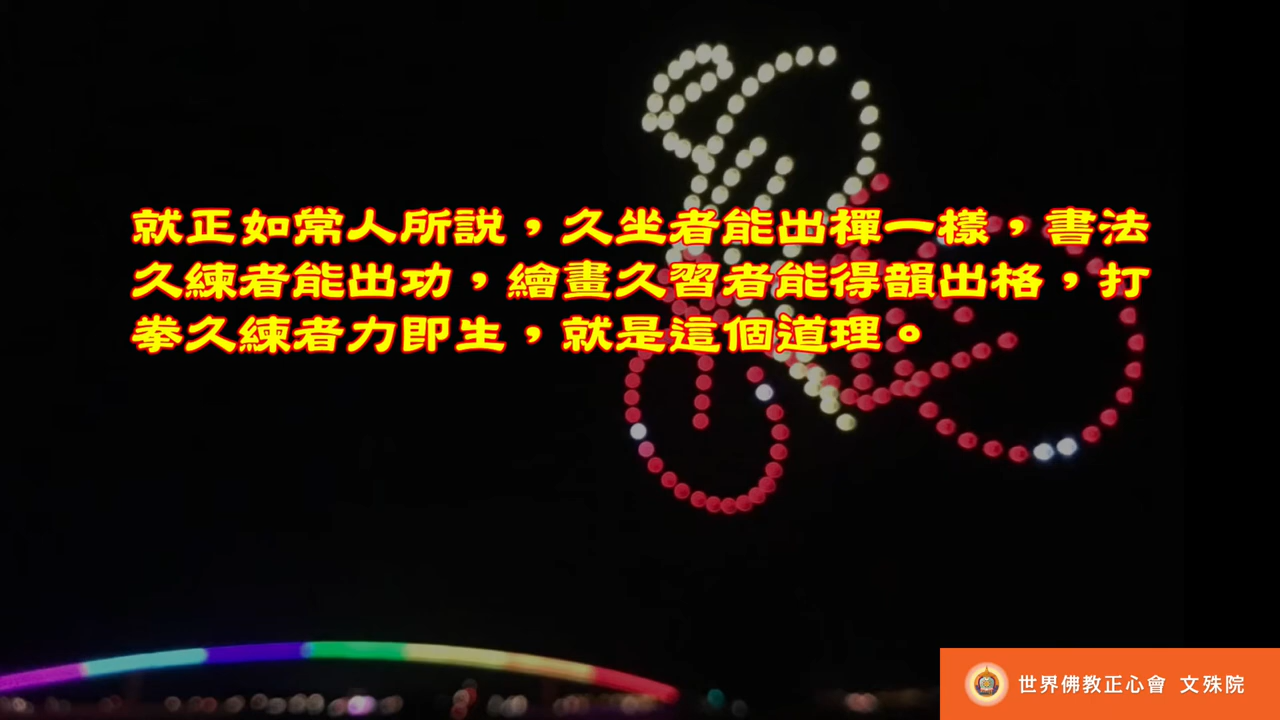 就正如常人所説，久坐者能出禪一樣，書法
久練者能出功，繪畫久習者能得韻出格，打
拳久練者力即生，就是這個道理。
世界佛教正心會 文殊院